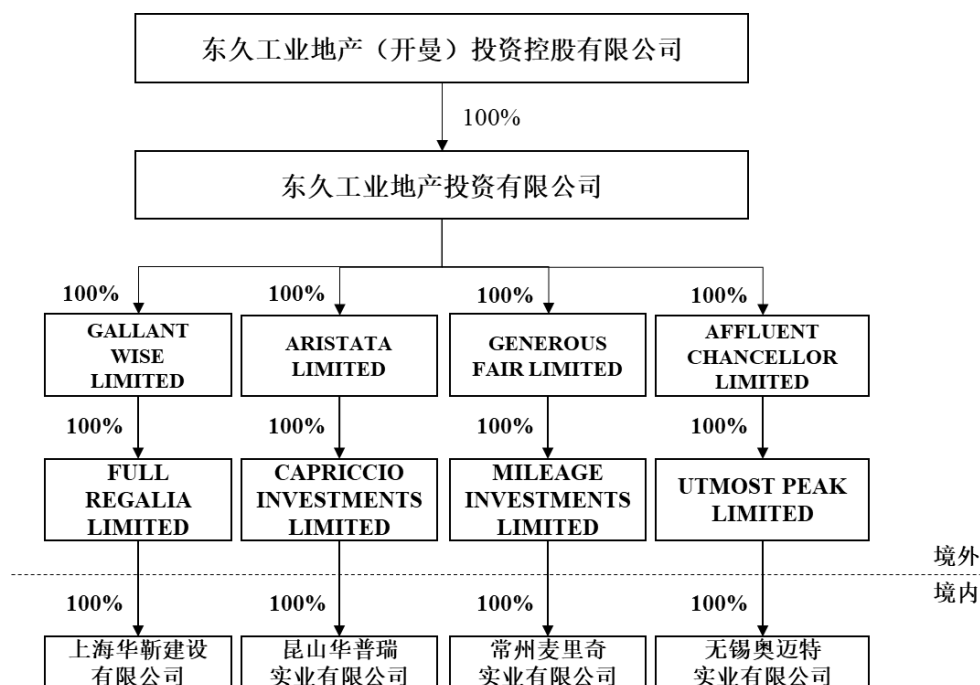 东久工业地产（开曼）投资控股有限公司
100%
东久工业地产投资有限公司
100%
100%
100%
100%
GALLANT
WISE
LIMITED
ARISTATA
LIMITED
GENEROUS
FAIR LIMITED
AFFLUENT
CHANCELLOR
LIMITED
100%
100%
100%
100%
FULL
REGALIA
LIMITED
CAPRICCIO
INVESTMENTS
LIMITED
MILEAGE
INVESTMENTS
LIMITED
UTMOST PEAK
LIMITED
境外
境内
100%
100%
100%
100%
上海华靳建设
有限公司
昆山华普瑞
实业有限公司
常州麦里奇
实业有限公司
无锡奥迈特
实业有限公司